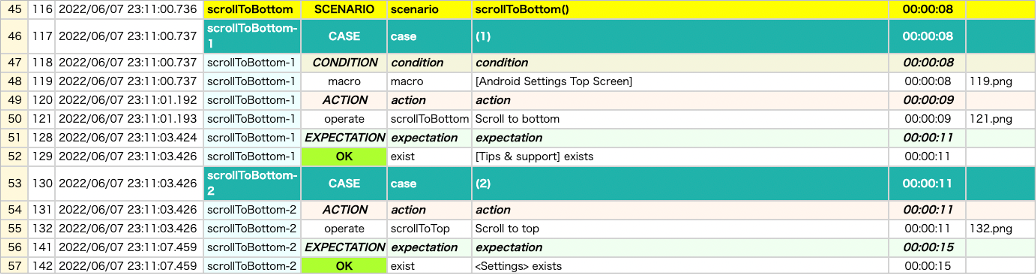 45 116 2022/06/07 23:11:00.736 scrollToBottom SCENARIO scenario scrollToBottom() 00:00:08
46 117 2022/06/07 23:11:00.737 scrollToBottom-1 CASE case (1) 00:00:08
47 118 2022/06/07 23:11:00.737 scrollToBottom-1 CONDITION condition condition 00:00:08
48 119 2022/06/07 23:11:00.737 scrollToBottom-1 macro macro [Android Settings Top Screen] 00:00:08 119.png
49 120 2022/06/07 23:11:01.192 scrollToBottom-1 ACTION action action 00:00:09
50 121 2022/06/07 23:11:01.193 scrollToBottom-1 operate scrollToBottom Scroll to bottom 00:00:09 121.png
51 128 2022/06/07 23:11:03.424 scrollToBottom-1 EXPECTATION expectation expectation 00:00:11
52 129 2022/06/07 23:11:03.426 scrollToBottom-1 OK exist [Tips & support] exists 00:00:11
53 130 2022/06/07 23:11:03.426 scrollToBottom-2 CASE case (2) 00:00:11
54 131 2022/06/07 23:11:03.426 scrollToBottom-2 ACTION action action 00:00:11
55 132 2022/06/07 23:11:03.426 scrollToBottom-2 operate scrollToTop Scroll to top 00:00:11 132.png
56 141 2022/06/07 23:11:07.459 scrollToBottom-2 EXPECTATION expectation expectation 00:00:15
57 142 2022/06/07 23:11:07.459 scrollToBottom-2 OK exist <Settings> exists 00:00:15